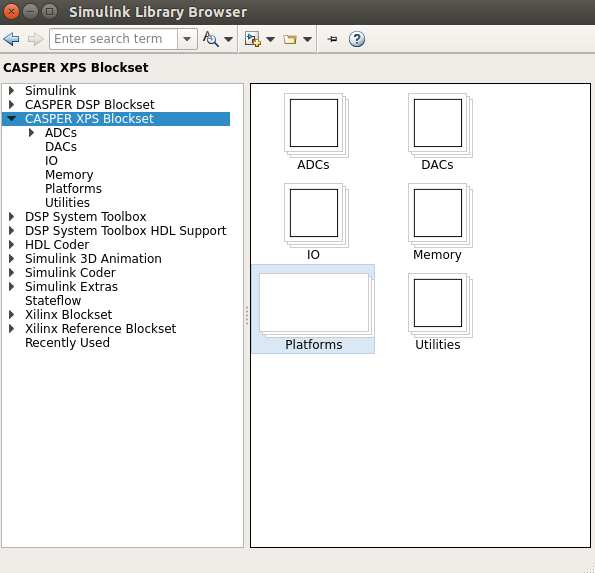 Simulink Library Browser
Enter search term
CASPER XPS Blockset
Simulink
CASPER DSP Blockset
CASPER XPS Blockset
ADCs
DACs
IO
Memory
Platforms
Utilities
DSP System Toolbox
DSP System Toolbox HDL Support
HDL Coder
Simulink 3D Animation
Simulink Coder
Simulink Extras
Stateflow
Xilinx Blockset
Xilinx Reference Blockset
Recently Used
ADCs
DACs
IO
Memory
Platforms
Utilities